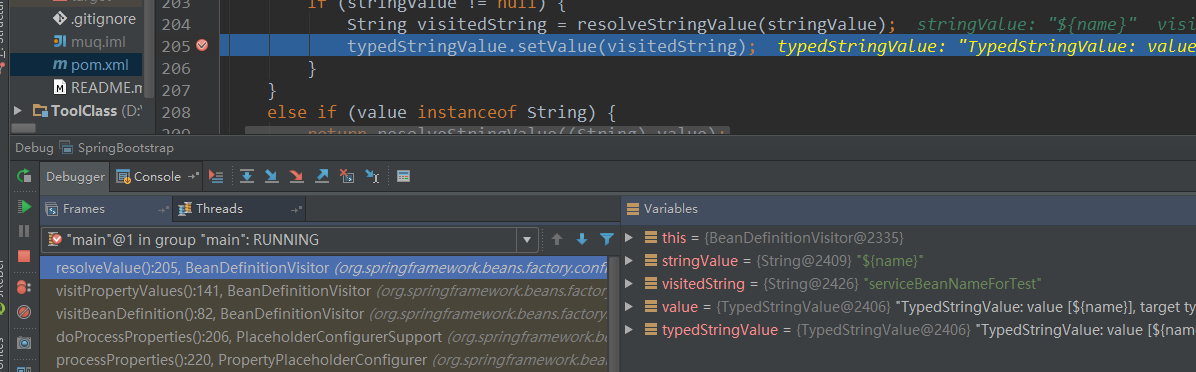 target
.gitignore
muq.iml
pom.xml
README.m
ToolClass (D:\
203 if (stringValue != null) {
204 String visitedString = resolveStringValue(stringValue); stringValue: "${name}" visi
205 typedStringValue.setValue(visitedString); typedStringValue: "TypedStringValue: value
206 }
207 }
208 else if (value instanceof String) {
209 return resolveStringValue((String) value);
Debug SpringBootstrap
Debugger Console
Frames Threads
"main"@1 in group "main": RUNNING
resolveValue():205, BeanDefinitionVisitor (org.springframework.beans.factory.confi
visitPropertyValues():141, BeanDefinitionVisitor (org.springframework.beans.factory.
visitBeanDefinition():82, BeanDefinitionVisitor (org.springframework.beans.factory.
doProcessProperties():206, PlaceholderConfigurerSupport (org.springframework.
processProperties():220, PropertyPlaceholderConfigurer (org.springframework.be
Variables
this = {BeanDefinitionVisitor@2335}
stringValue = {String@2409} "${name}"
visitedString = {String@2426} "serviceBeanNameForTest"
value = {TypedStringValue@2406} "TypedStringValue: value [${name}], target ty
typedStringValue = {TypedStringValue@2406} "TypedStringValue: value [${nam